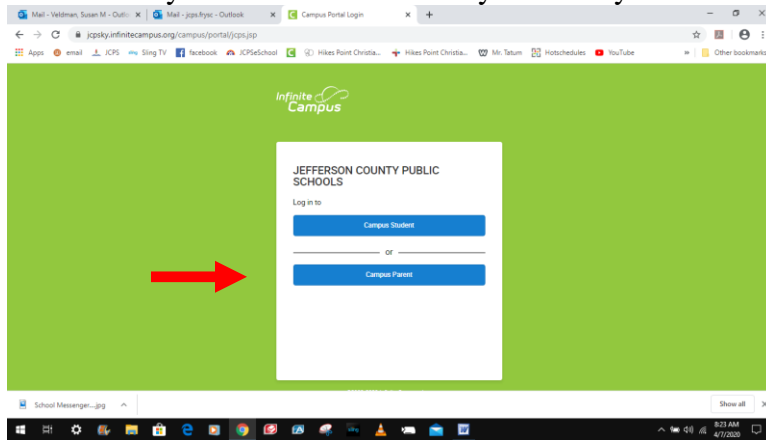 Mail - Veldman, Susan M - Outlo
Mail - jcps.frysc - Outlook
Campus Portal Login
jcpsky.infinitecampus.org/campus/portal/jcps.jsp
Apps
email
JCPS
Sling TV
facebook
JCPSeSchool
Hikes Point Christia...
Hikes Point Christia...
Mr. Tatum
Hotschedules
YouTube
Other bookmarks
Infinite
Campus
JEFFERSON COUNTY PUBLIC
SCHOOLS
Log in to
Campus Student
or
Campus Parent
School Messenger....jpg
Show all
8:23 AM
4/7/2020